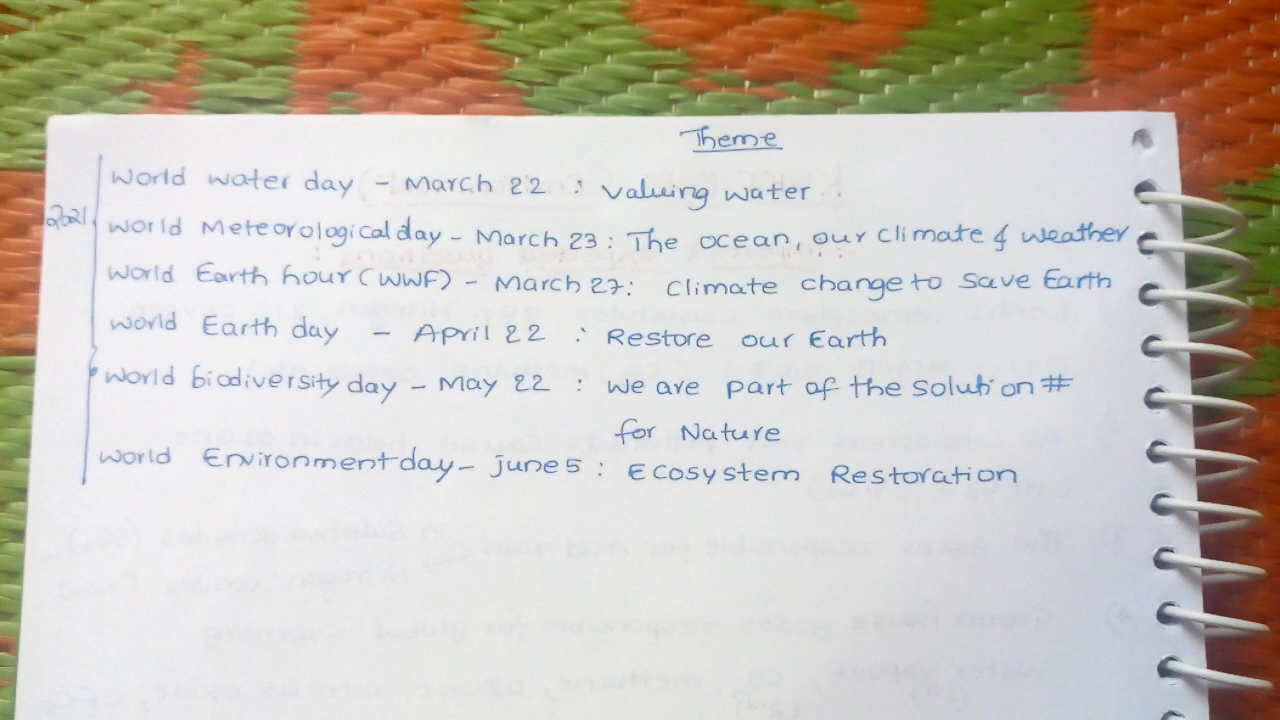 Theme
World water day - March 22 : Valuing water
2021 World Meteorological day - March 23 : The ocean, our climate & weather
World Earth hour (WWF) - March 27: Climate change to Save Earth
World Earth day - April 22 : Restore our Earth
World biodiversity day - May 22 : we are part of the solution #
for Nature
World Environment day - june 5 : Ecosystem Restoration